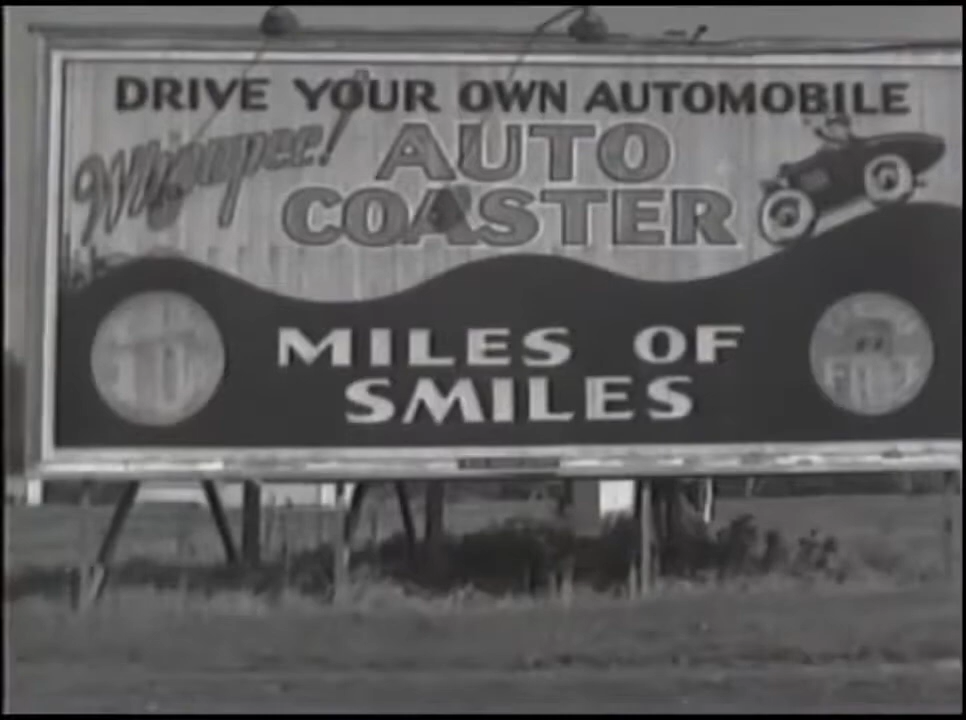 DRIVE YOUR OWN AUTOMOBILE
Whoopee!
AUTO
COASTER
MILES OF
SMILES